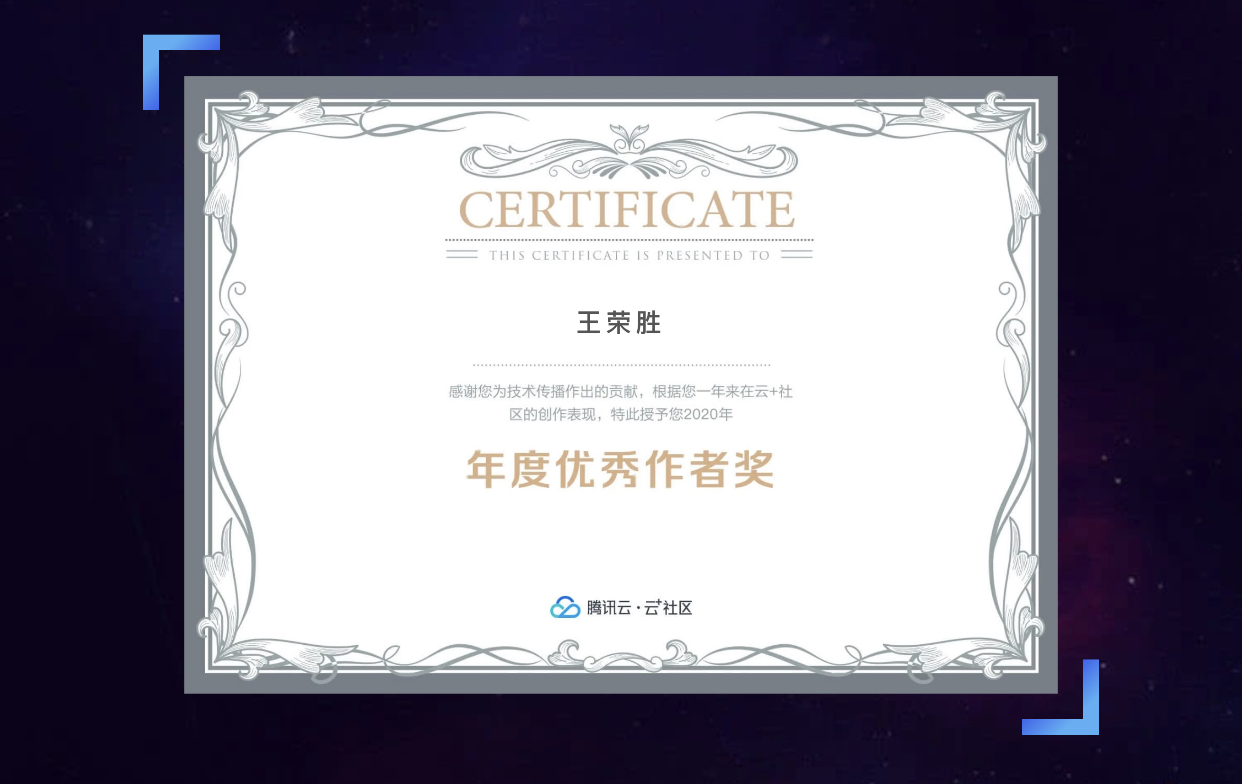 CERTIFICATE
THIS CERTIFICATE IS PRESENTED TO
王荣胜
感谢您为技术传播作出的贡献，根据您一年来在云+社
区的创作表现，特此授予您2020年
年度优秀作者奖
腾讯云·云+社区